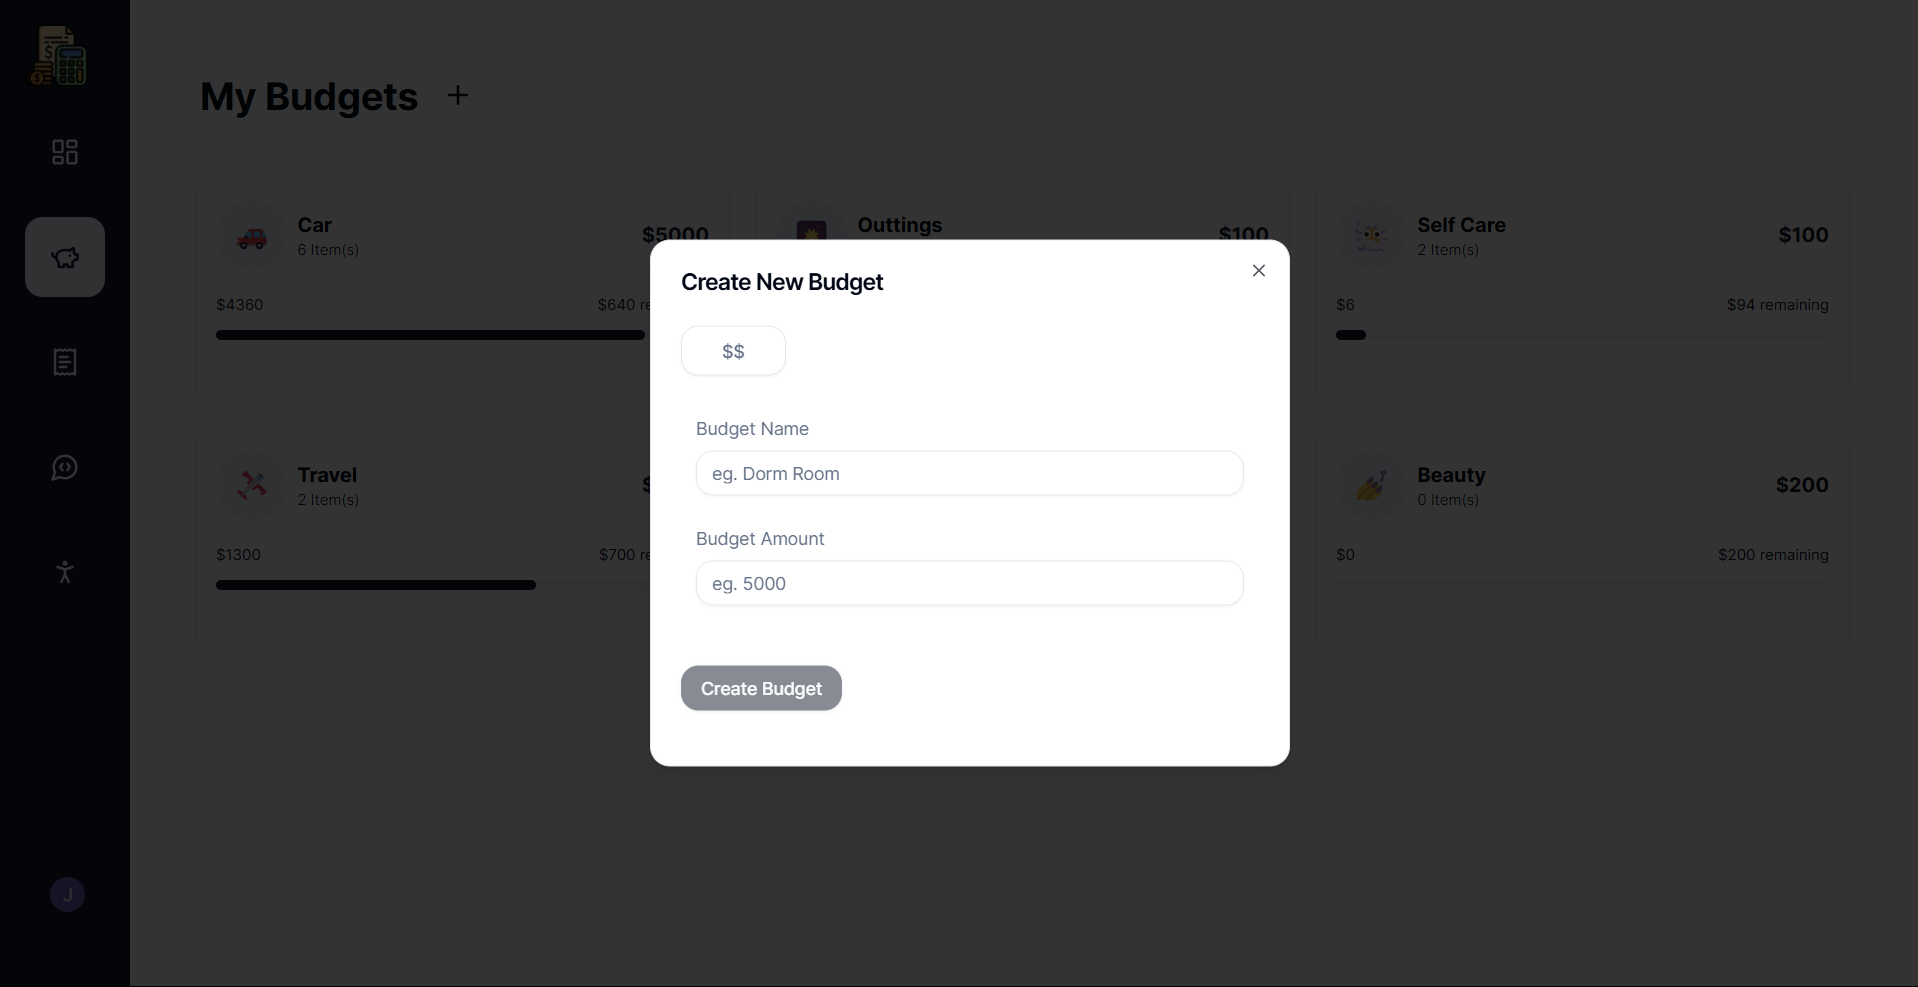 My Budgets
Car
6 Item(s)
$5000
$4360
$640
Outtings
$100
Self Care
2 Item(s)
$100
$6
$94 remaining
Create New Budget
$$
Budget Name
eg. Dorm Room
Budget Amount
eg. 5000
Create Budget
Travel
2 Item(s)
$1300
$700
Beauty
0 Item(s)
$200
$0
$200 remaining
J